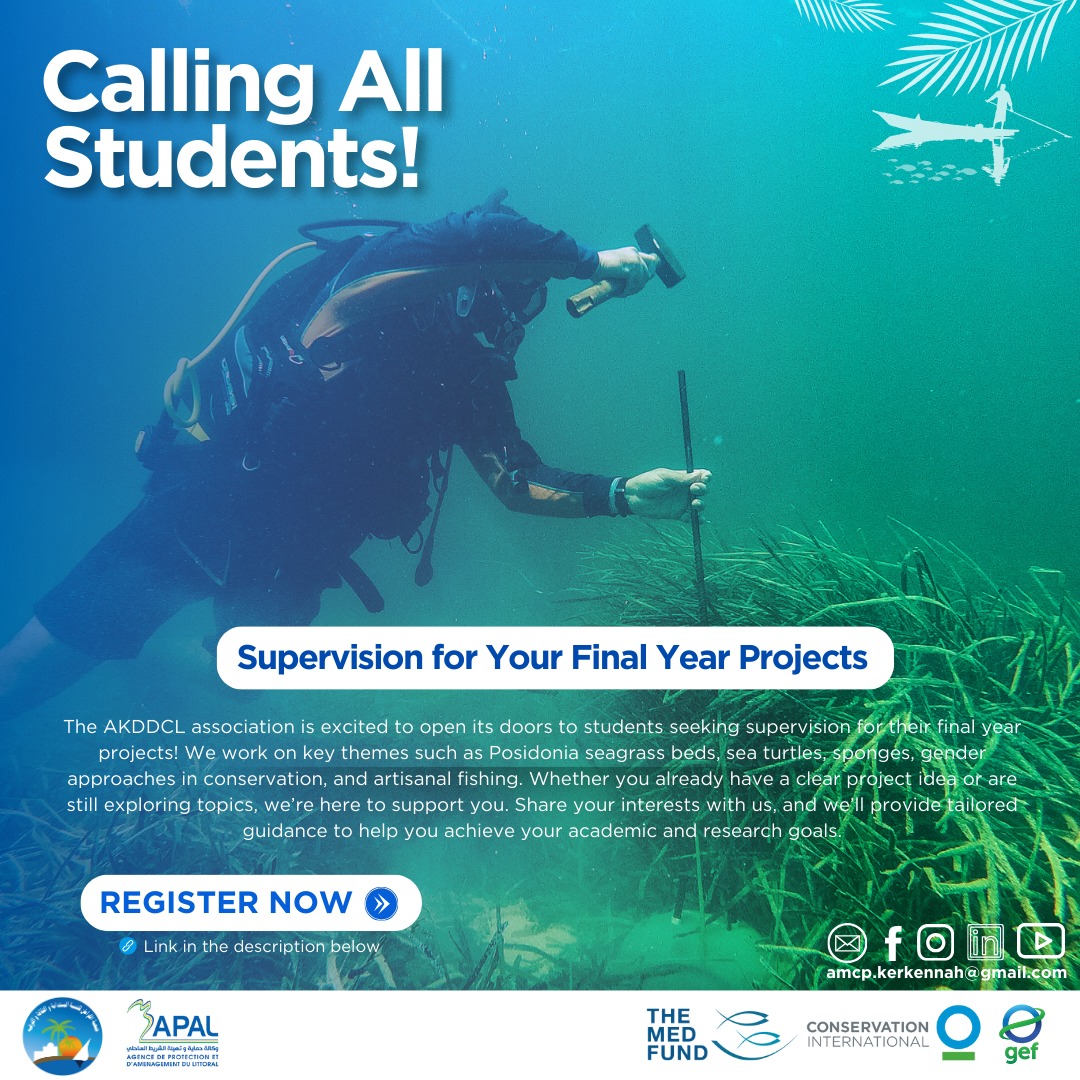 Calling All
Students!
Supervision for Your Final Year Projects
The AKDDCL association is excited to open its doors to students seeking supervision for their final year
projects! We work on key themes such as Posidonia seagrass beds, sea turtles, sponges, gender
approaches in conservation, and artisanal fishing. Whether you already have a clear project idea or are
still exploring topics, we're here to support you. Share your interests with us, and we'll provide tailored
guidance to help you achieve your academic and research goals.
REGISTER NOW
Link in the description below
in
amcp.kerkennah@gmail.com
APAL
وكالة حماية و تهيئة الشريط الساحلي
AGENCE DE PROTECTION ET
D'AMENAGEMENT DU LITTORAL
THE
MED
FUND
CONSERVATION
INTERNATIONAL
gef